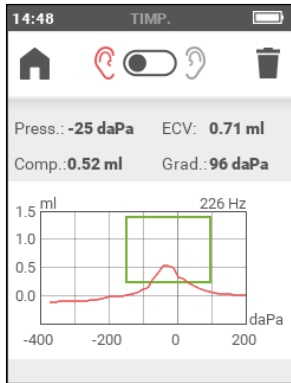 14:48 TIMP.
Press.: -25 daPa ECV: 0.71 ml
Comp.: 0.52 ml Grad.: 96 daPa
ml 226 Hz
1.5
1.0
0.5
0.0
daPa
-400 -200 0 200